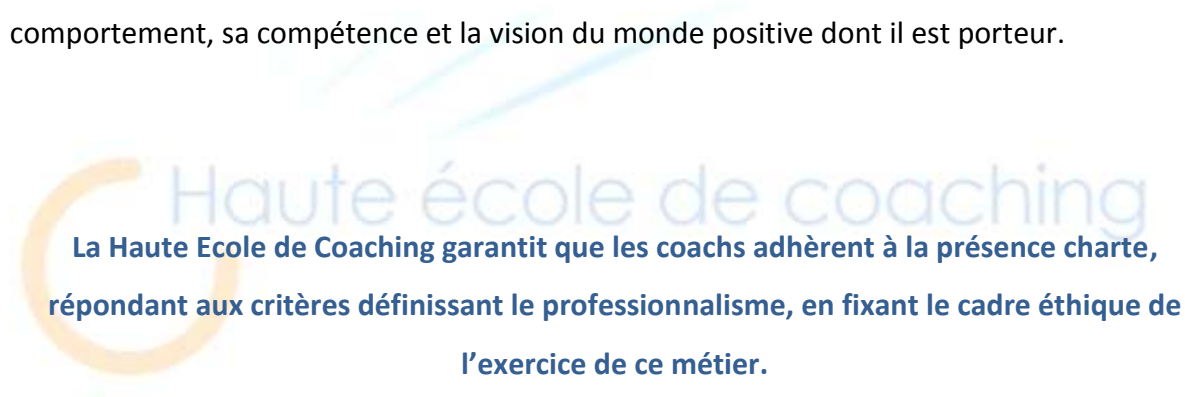 comportement, sa compétence et la vision du monde positive dont il est porteur.
Haute école de coaching
La Haute Ecole de Coaching garantit que les coachs adhèrent à la présence charte,
répondant aux critères définissant le professionnalisme, en fixant le cadre éthique de
l’exercice de ce métier.